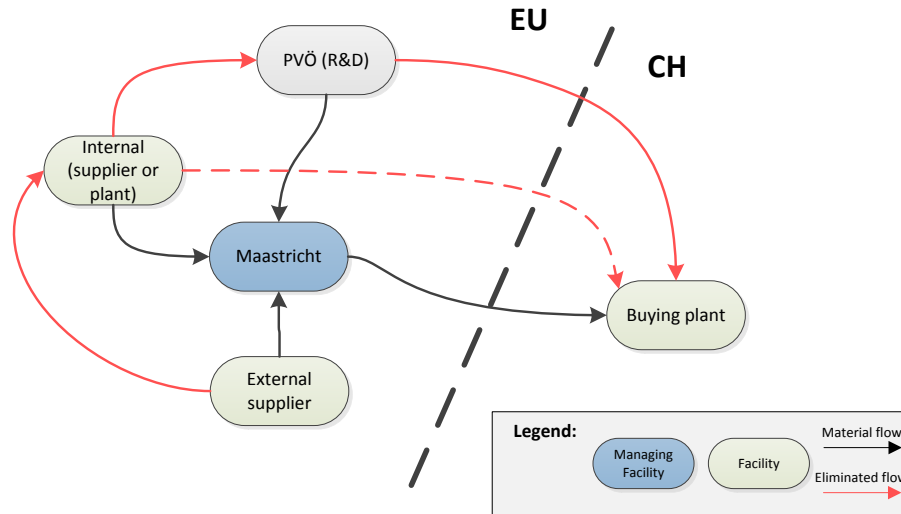 EU
CH
PVÖ (R&D)
Internal
(supplier or
plant)
Maastricht
Buying plant
External
supplier
Legend:
Managing
Facility
Facility
Material flow
Eliminated flow